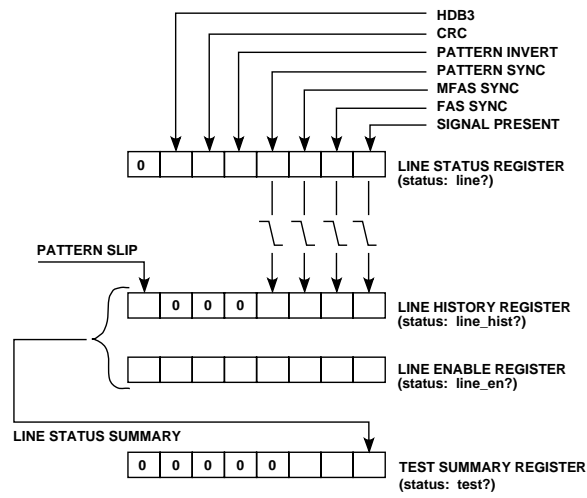 HDB3
CRC
PATTERN INVERT
PATTERN SYNC
MFAS SYNC
FAS SYNC
SIGNAL PRESENT
0
LINE STATUS REGISTER
(status: line?)
PATTERN SLIP
0 0 0
LINE HISTORY REGISTER
(status: line_hist?)
LINE ENABLE REGISTER
(status: line_en?)
LINE STATUS SUMMARY
0 0 0 0 0
TEST SUMMARY REGISTER
(status: test?)